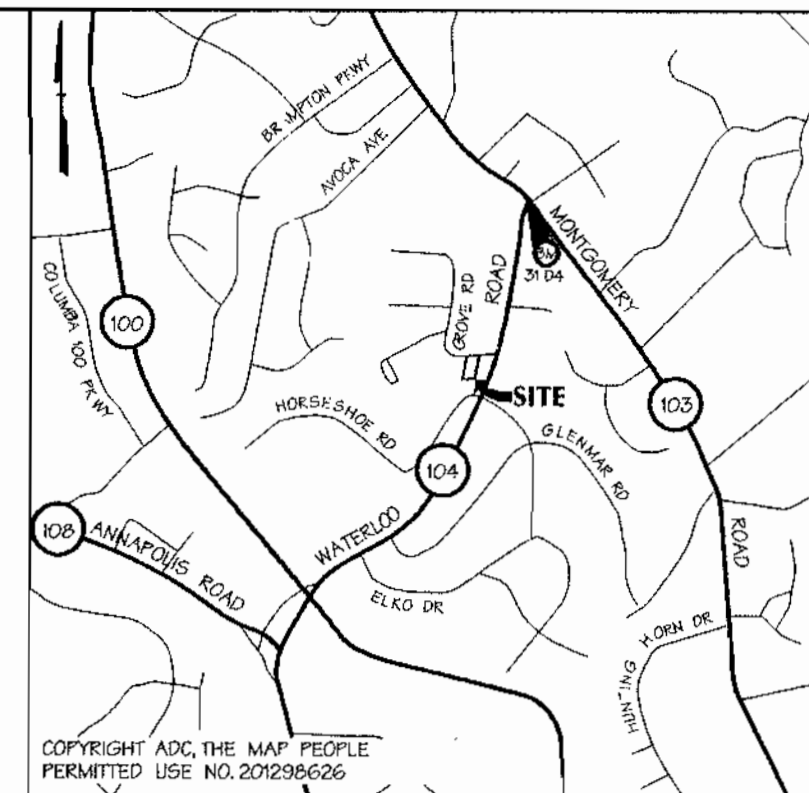 BRAMPTON PKWY
AVOCA AVE
MONTGOMERY
31 D4
ROAD
GROVE RD
COLUMBIA 100 PKWY
100
SITE
HORSESHOE RD
103
GLENMAR RD
104
108
ANNAPOLIS ROAD
WATERLOO
ROAD
ELKO DR
HUNTING HORN DR
COPYRIGHT ADC, THE MAP PEOPLE
PERMITTED USE NO. 201298626